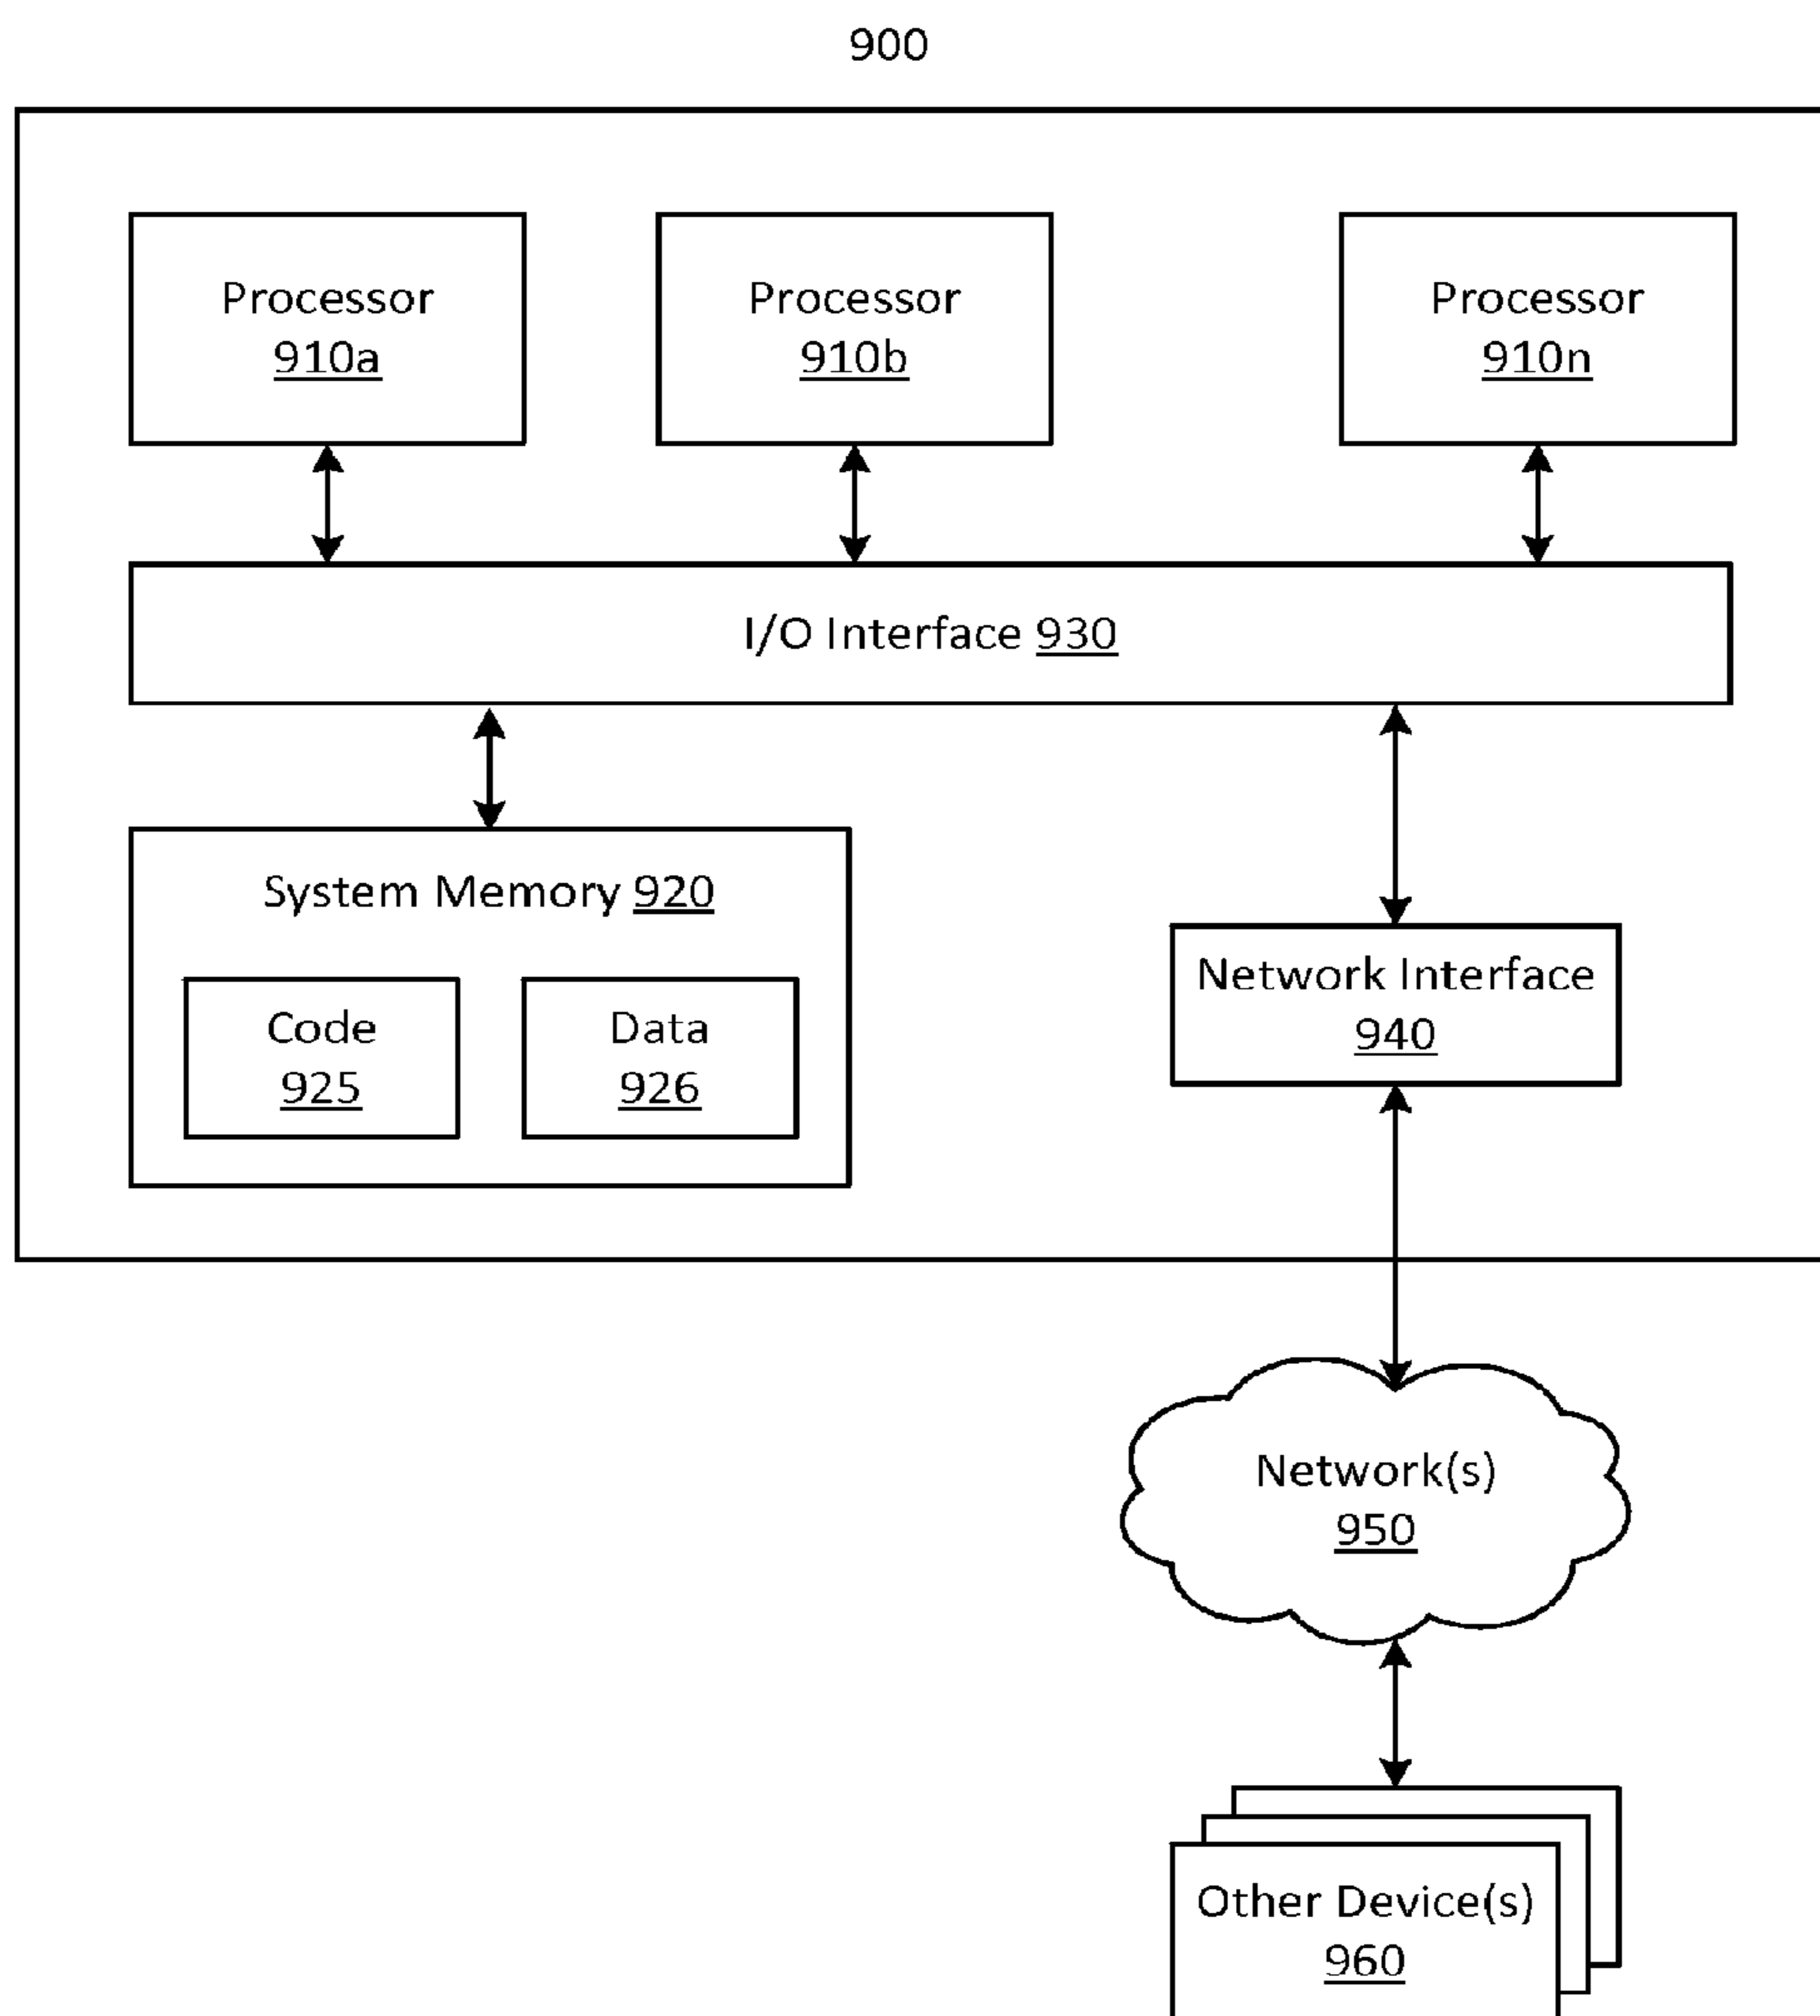 900
Processor
910a
Processor
910b
Processor
910n
I/O Interface 930
System Memory 920
Code
925
Data
926
Network Interface
940
Network(s)
950
Other Device(s)
960